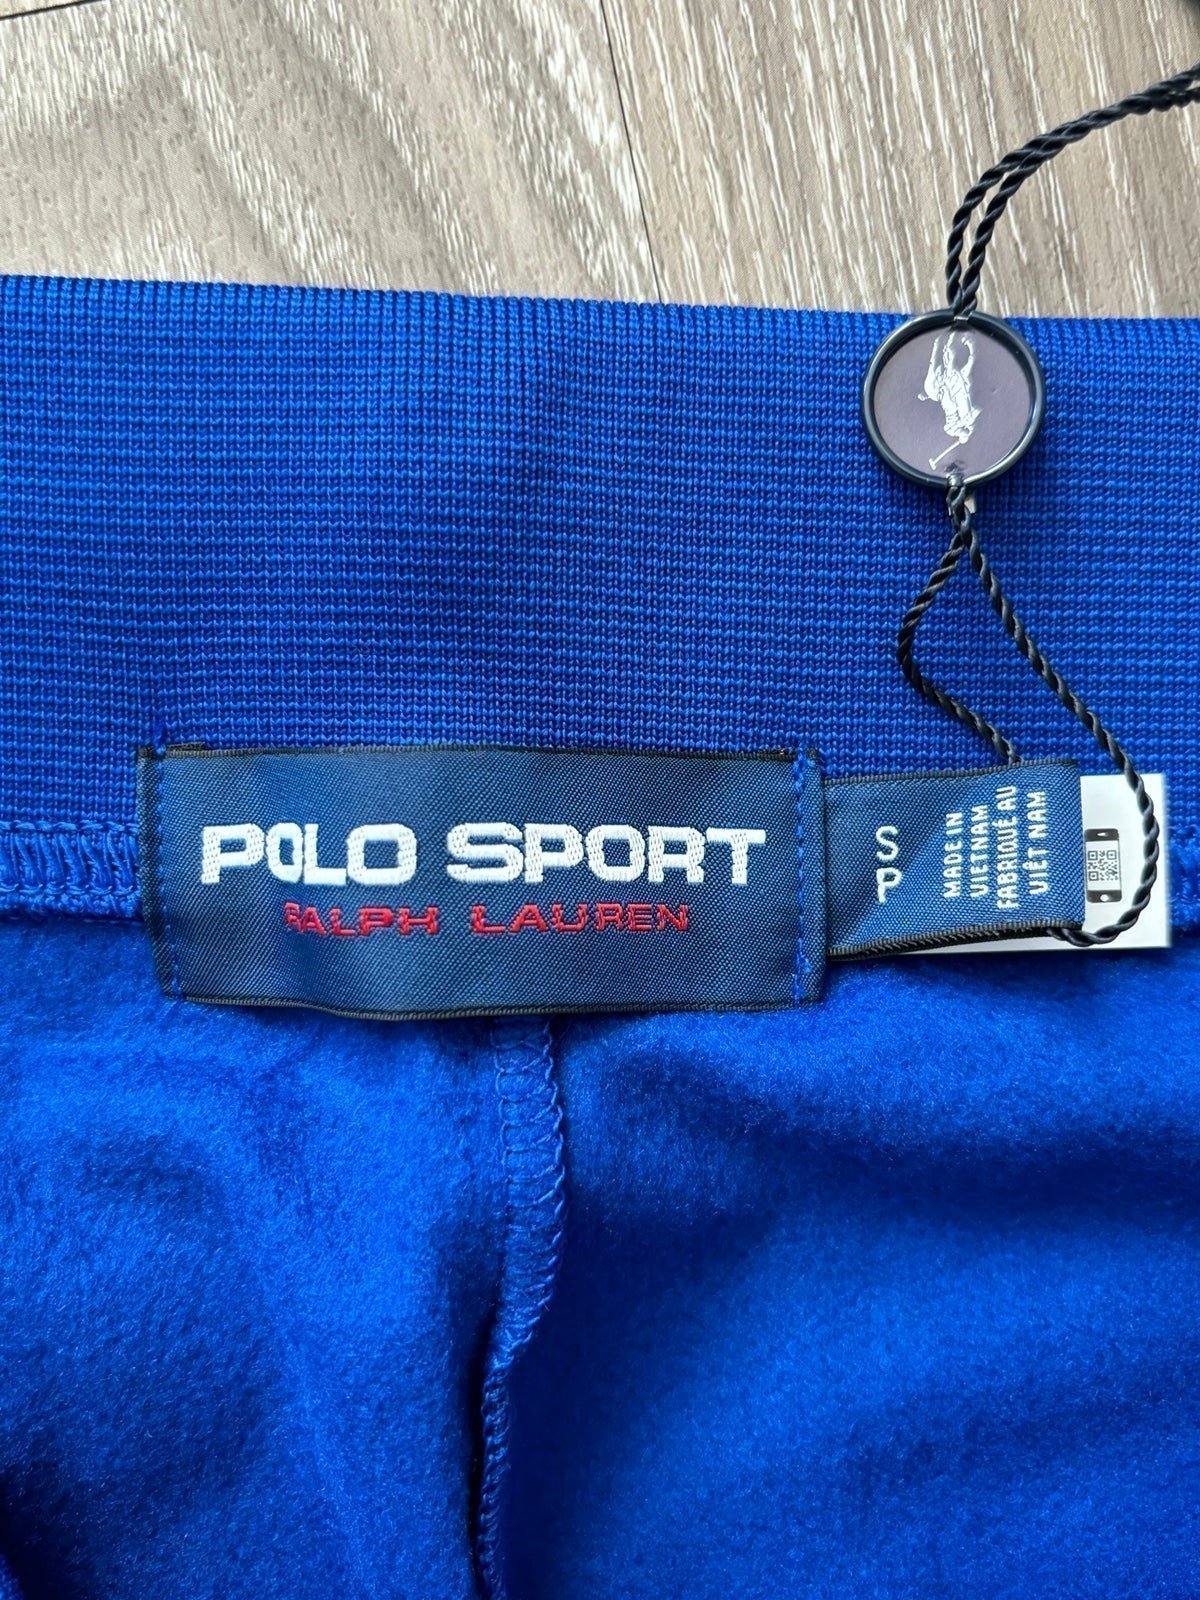 POLO SPORT
RALPH LAUREN
S
P
MADE IN
VIETNAM
FABRIQUÉ AU
VIÊT NAM